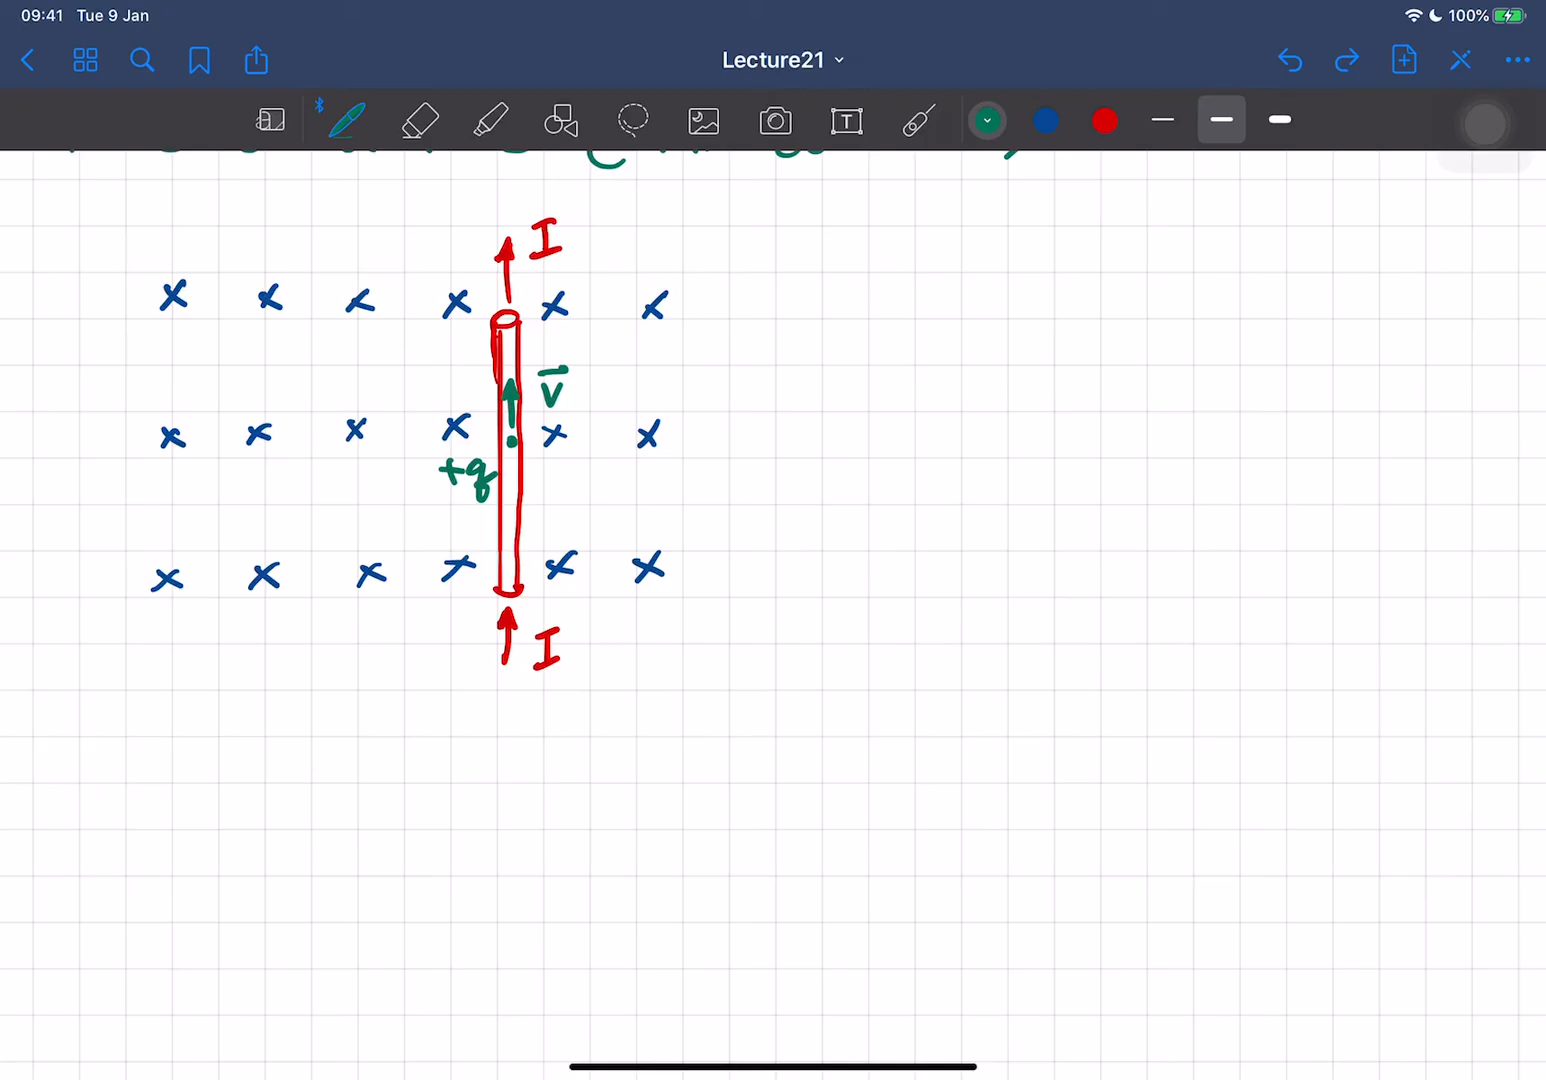 09:41 Tue 9 Jan 100%
Lecture21
T
I
x x x x x x
v̅
x x x x x x
+q
x x x x x x
I